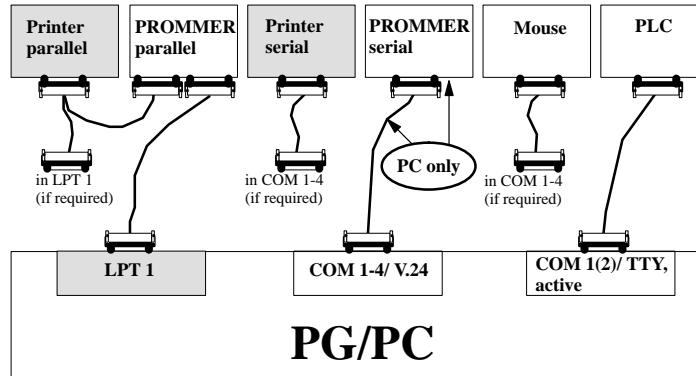 Printer
parallel
PROMMER
parallel
Printer
serial
PROMMER
serial
Mouse
PLC
in LPT 1
(if required)
in COM 1-4
(if required)
PC only
in COM 1-4
(if required)
LPT 1
COM 1-4/ V.24
COM 1(2)/ TTY,
active
PG/PC